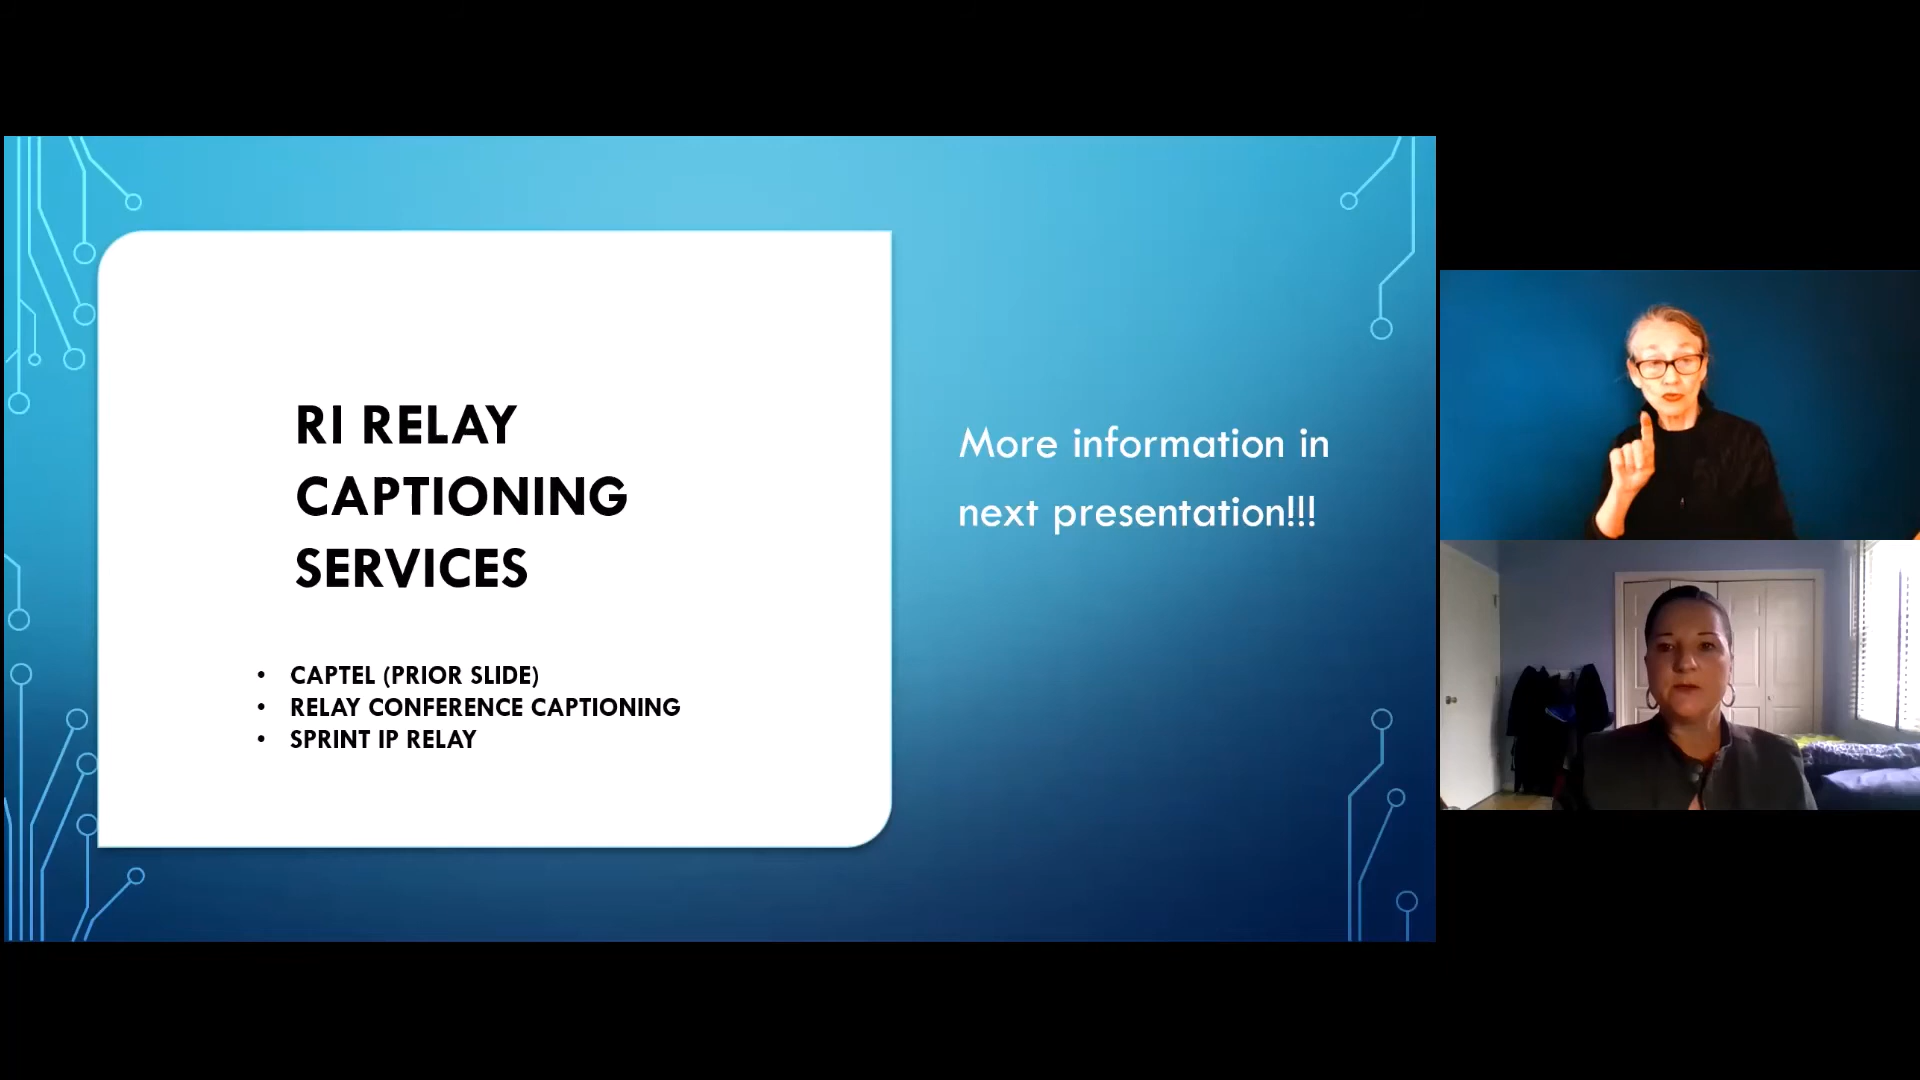 RI RELAY
CAPTIONING
SERVICES
• CAPTEL (PRIOR SLIDE)
• RELAY CONFERENCE CAPTIONING
• SPRINT IP RELAY
More information in
next presentation!!!